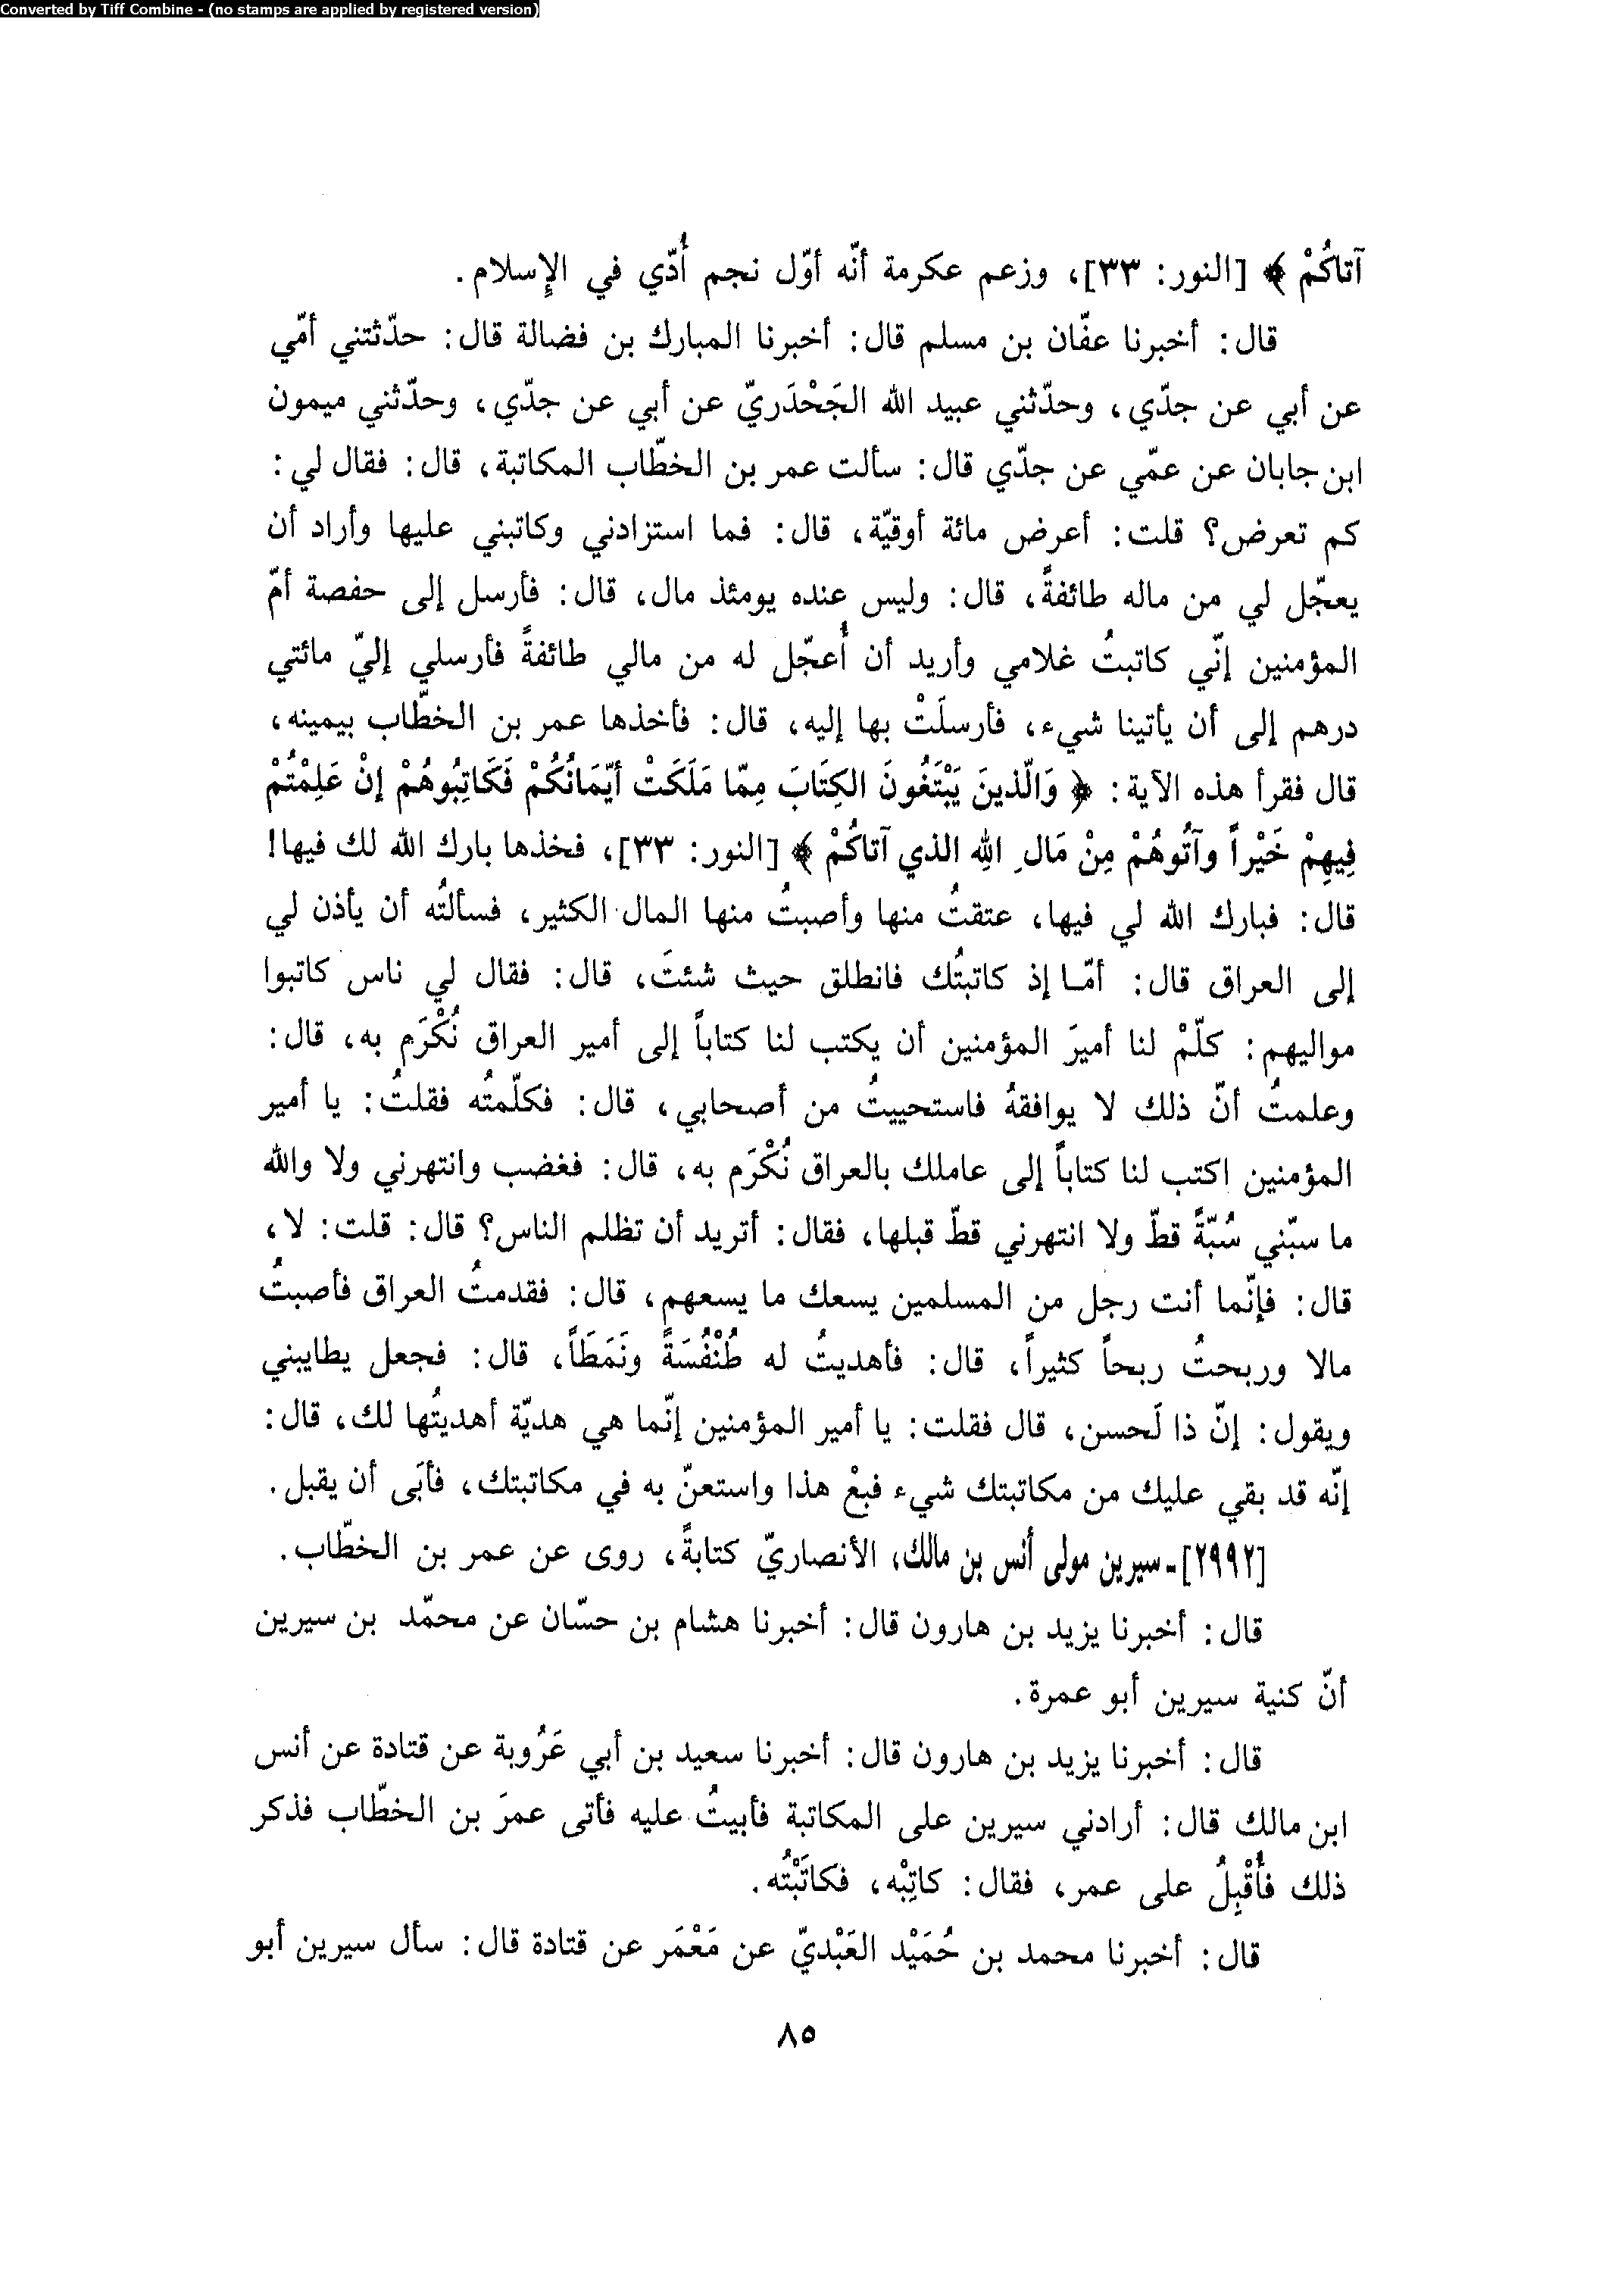 Converted by Tiff Combine - (no stamps are applied by registered version)
آتاكُمْ ﴾ [النور: ٣٣]، وزعم عكرمة أنّه أوّل نجم أُدّي في الإسلام.
قال: أخبرنا عفّان بن مسلم قال: أخبرنا المبارك بن فضالة قال: حدّثتني أمّي
عن أبي عن جدّي، وحدّثني عبيد الله الجَحْدَريّ عن أبي عن جدّي، وحدّثني ميمون
ابن جابان عن عمّي عن جدّي قال: سألت عمر بن الخطّاب المكاتبة، قال: فقال لي:
كم تعرض؟ قلت: أعرض مائة أوقيّة، قال: فما استزادني وكاتبني عليها وأراد أن
يعجّل لي من ماله طائفةً، قال: وليس عنده يومئذ مال، قال: فأرسل إلى حفصة أمّ
المؤمنين إنّي كاتبتُ غلامي وأريد أن أُعجّل له من مالي طائفةً فأرسلي إليّ مائتي
درهم إلى أن يأتينا شيء، فأرسلَتْ بها إليه، قال: فأخذها عمر بن الخطّاب بيمينه،
قال فقرأ هذه الآية: ﴿ وَالّذينَ يَبْتَغُونَ الكِتَابَ مِمّا مَلَكَتْ أيّمَانُكُمْ فَكَاتِبُوهُمْ إنْ عَلِمْتُمْ
فِيهِمْ خَيْراً وآتُوهُمْ مِنْ مَالِ اللهِ الذي آتاكُمْ ﴾ [النور: ٣٣]، فخذها بارك الله لك فيها!
قال: فبارك الله لي فيها، عتقتُ منها وأصبتُ منها المال الكثير، فسألتُه أن يأذن لي
إلى العراق قال: أمّا إذ كاتبتُك فانطلق حيث شئتَ، قال: فقال لي ناس كاتبوا
مواليهم: كلّمْ لنا أميرَ المؤمنين أن يكتب لنا كتاباً إلى أمير العراق نُكْرَم به، قال:
وعلمتُ أنّ ذلك لا يوافقهُ فاستحييتُ من أصحابي، قال: فكلّمتُه فقلتُ: يا أمير
المؤمنين اكتب لنا كتاباً إلى عاملك بالعراق نُكْرَم به، قال: فغضب وانتهرني ولا والله
ما سبّني سُبّةً قطّ ولا انتهرني قطّ قبلها، فقال: أتريد أن تظلم الناس؟ قال: قلت: لا،
قال: فإنّما أنت رجل من المسلمين يسعك ما يسعهم، قال: فقدمتُ العراق فأصبتُ
مالا وربحتُ ربحاً كثيراً، قال: فأهديتُ له طُنْفُسَةً ونَمَطَاً، قال: فجعل يطايبني
ويقول: إنّ ذا لَحسن، قال فقلت: يا أمير المؤمنين إنّما هي هديّة أهديتُها لك، قال:
إنّه قد بقي عليك من مكاتبتك شيء فبعْ هذا واستعنّ به في مكاتبتك، فأبَى أن يقبل.
[٢٩٩٢]ـ سيرين مولى أنس بن مالك، الأنصاريّ كتابةً، روى عن عمر بن الخطّاب.
قال: أخبرنا يزيد بن هارون قال: أخبرنا هشام بن حسّان عن محمّد بن سيرين
أنّ كنية سيرين أبو عمرة.
قال: أخبرنا يزيد بن هارون قال: أخبرنا سعيد بن أبي عَرُوبة عن قتادة عن أنس
ابن مالك قال: أرادني سيرين على المكاتبة فأبيتُ عليه فأتى عمرَ بن الخطّاب فذكر
ذلك فأُقْبِلُ على عمر، فقال: كاتِبْه، فكاتَبْتُه.
قال: أخبرنا محمد بن حُمَيْد العَبْديّ عن مَعْمَر عن قتادة قال: سأل سيرين أبو
٨٥